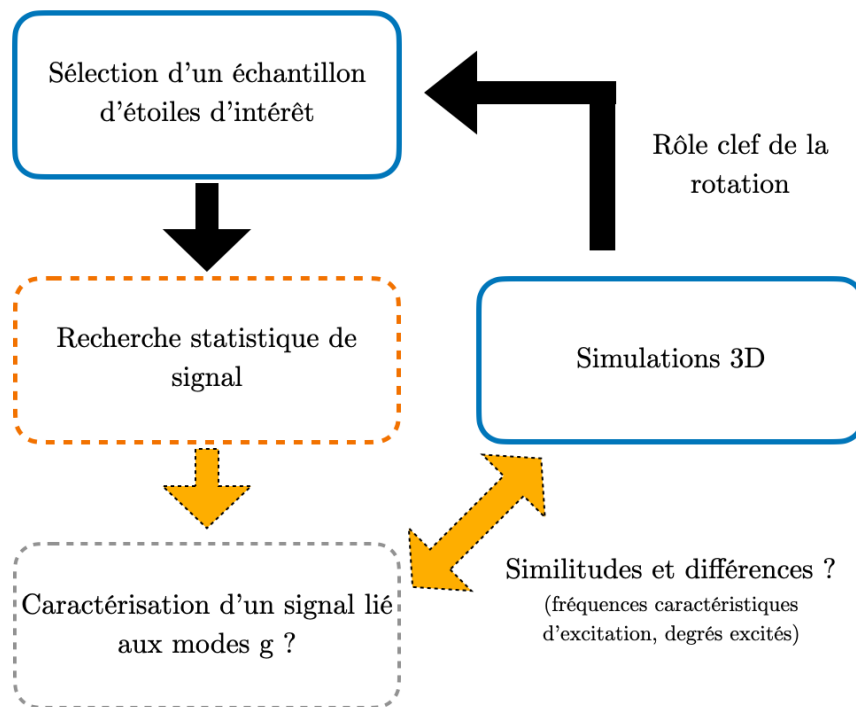 Sélection d'un échantillon
d'étoiles d'intérêt
Rôle clef de la
rotation
Recherche statistique de
signal
Simulations 3D
Caractérisation d'un signal lié
aux modes g ?
Similitudes et différences ?
(fréquences caractéristiques
d'excitation, degrés excités)